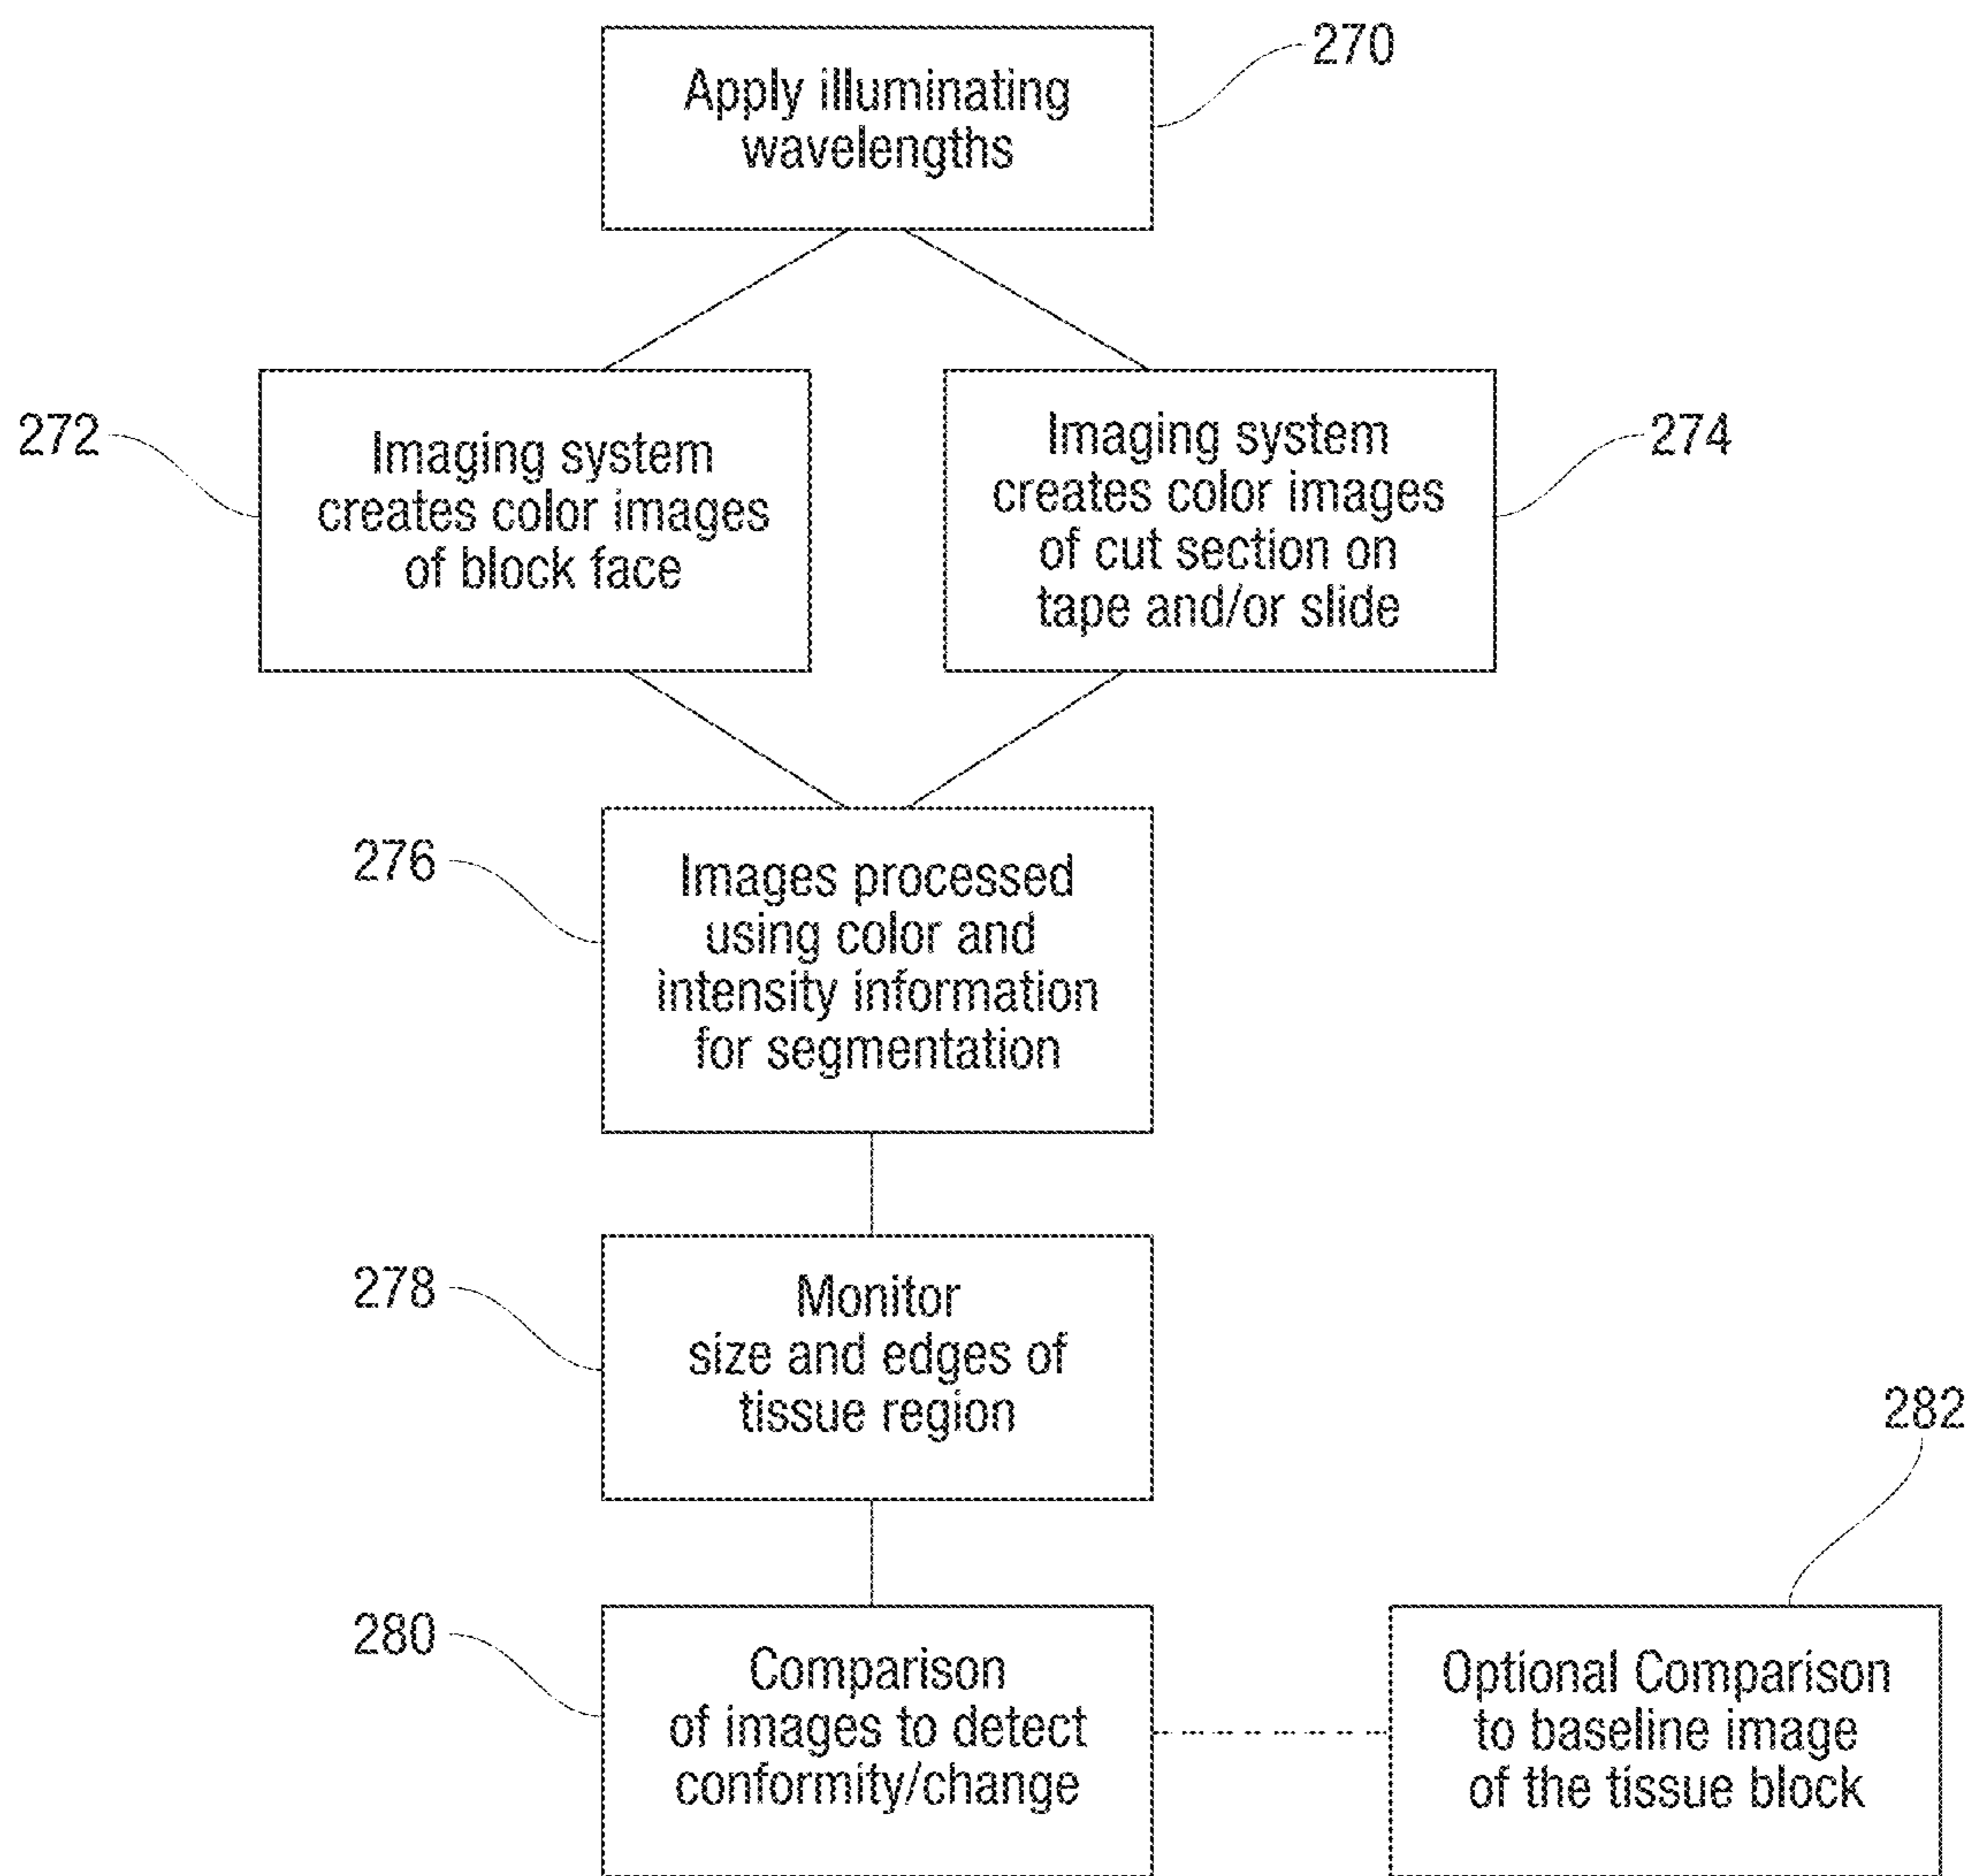 270
Apply illuminating
wavelengths
272
Imaging system
creates color images
of block face
274
Imaging system
creates color images
of cut section on
tape and/or slide
276
Images processed
using color and
intensity information
for segmentation
278
Monitor
size and edges of
tissue region
280
Comparison
of images to detect
conformity/change
282
Optional Comparison
to baseline image
of the tissue block